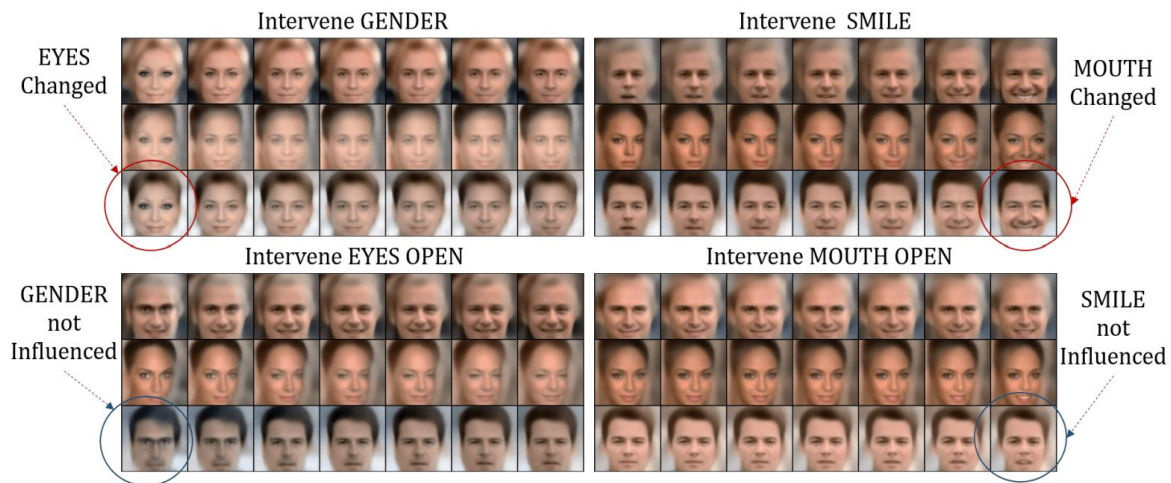 Intervene GENDER
Intervene SMILE
EYES
Changed
MOUTH
Changed
Intervene EYES OPEN
Intervene MOUTH OPEN
GENDER
not
Influenced
SMILE
not
Influenced